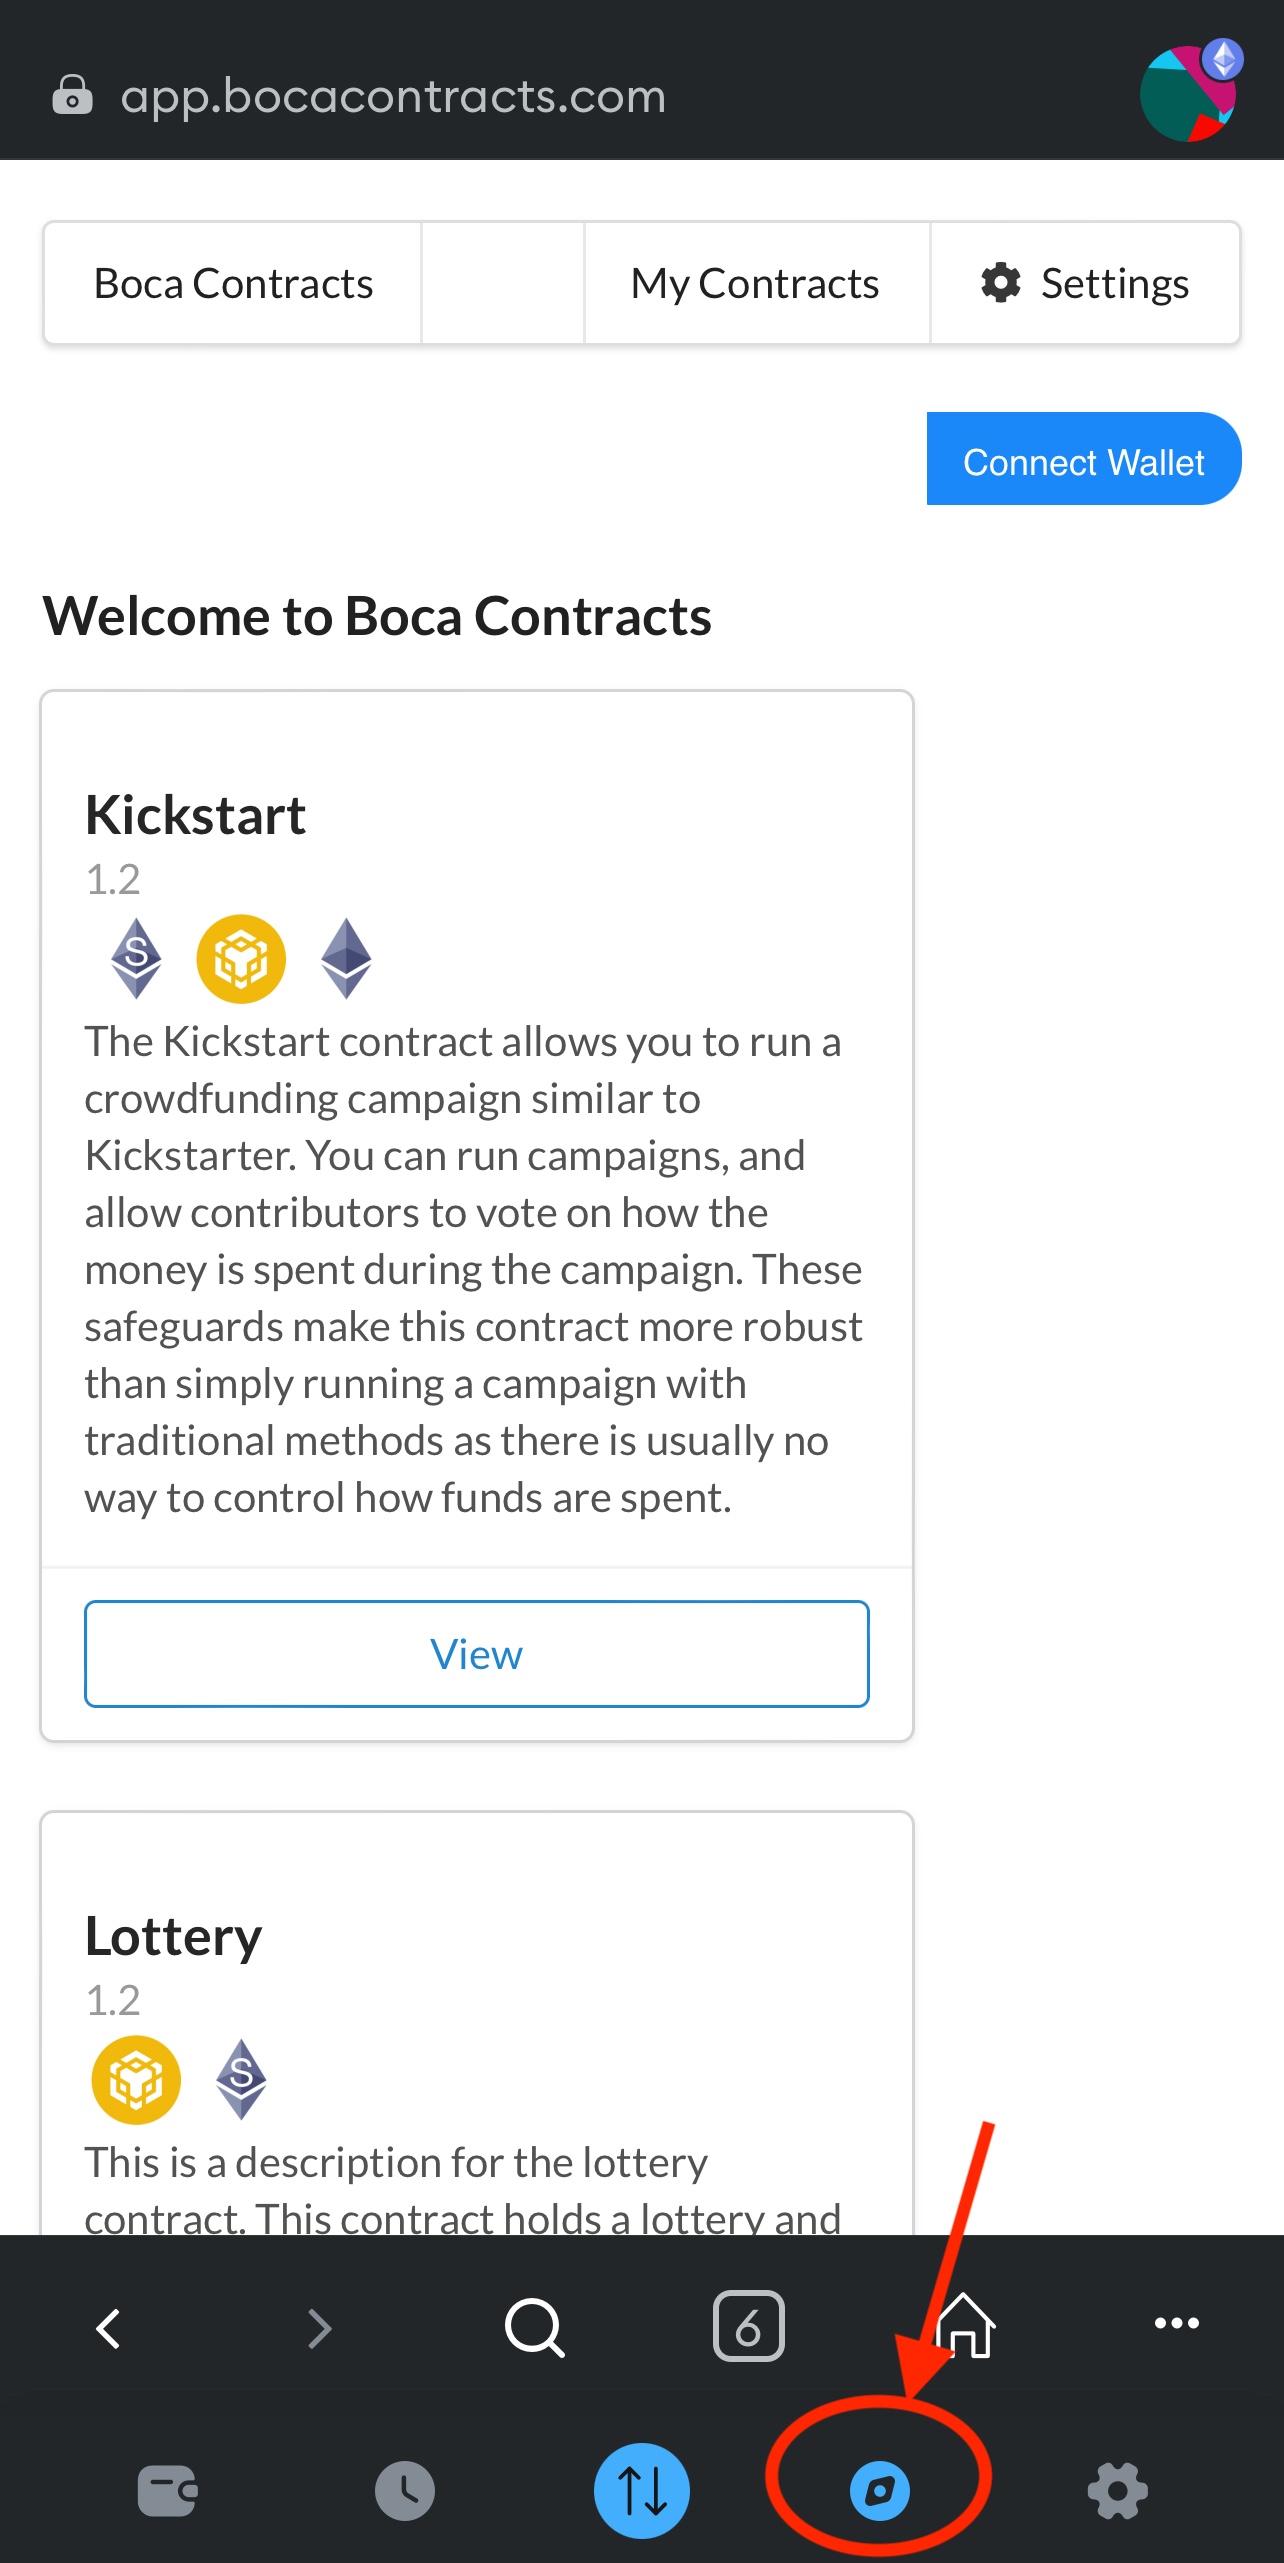 app.bocacontracts.com
Boca Contracts
My Contracts
Settings
Connect Wallet
Welcome to Boca Contracts
Kickstart
1.2
S
The Kickstart contract allows you to run a
crowdfunding campaign similar to
Kickstarter. You can run campaigns, and
allow contributors to vote on how the
money is spent during the campaign. These
safeguards make this contract more robust
than simply running a campaign with
traditional methods as there is usually no
way to control how funds are spent.
View
Lottery
1.2
S
This is a description for the lottery
contract. This contract holds a lottery and
6